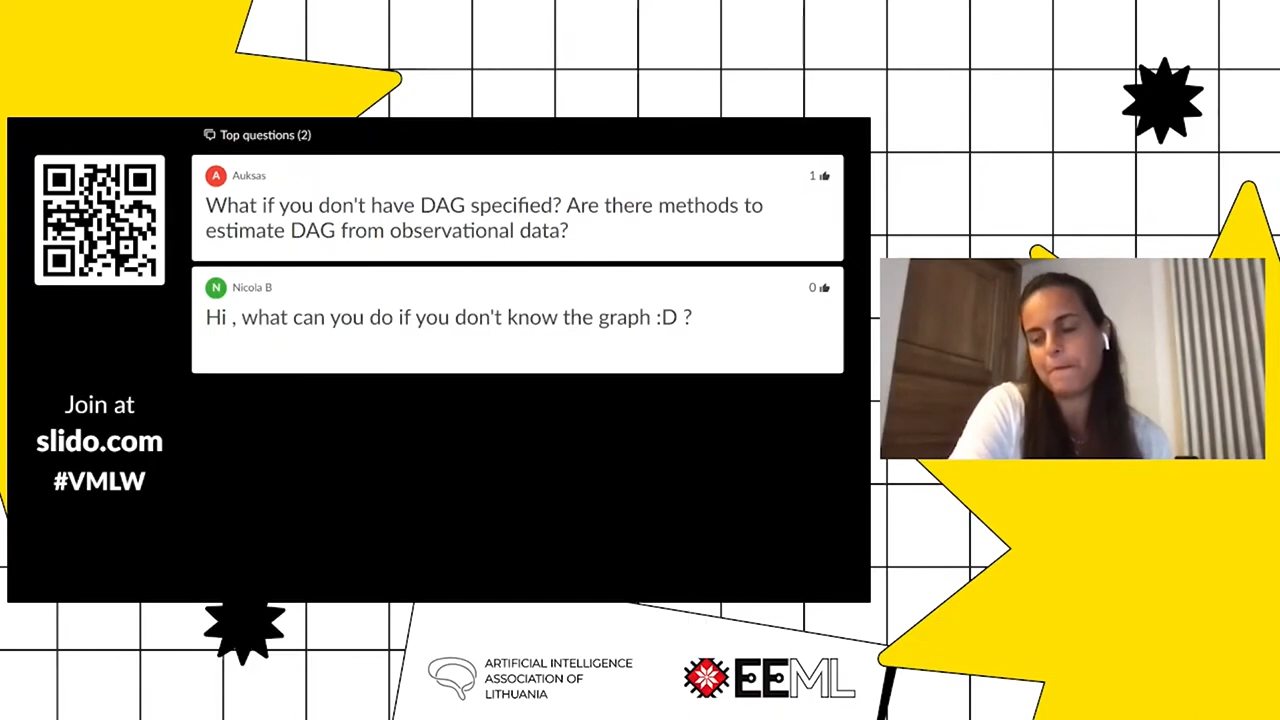 Top questions (2)
A Auksas 1
What if you don't have DAG specified? Are there methods to
estimate DAG from observational data?
N Nicola B 0
Hi , what can you do if you don't know the graph :D ?
Join at
slido.com
#VMLW
ARTIFICIAL INTELLIGENCE
ASSOCIATION OF
LITHUANIA
EEML